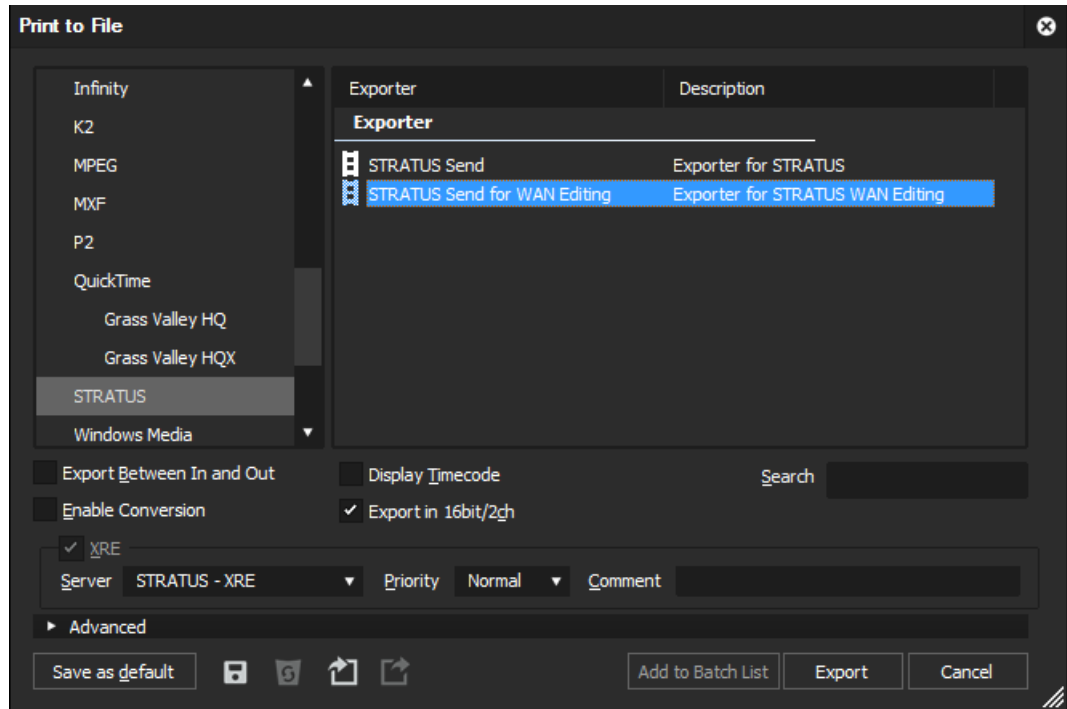 Print to File
Infinity
K2
MPEG
MXF
P2
QuickTime
Grass Valley HQ
Grass Valley HQX
STRATUS
Windows Media
Exporter Description
Exporter
STRATUS Send Exporter for STRATUS
STRATUS Send for WAN Editing Exporter for STRATUS WAN Editing
Export Between In and Out Display Timecode Search
Enable Conversion Export in 16bit/2ch
XRE
Server STRATUS - XRE Priority Normal Comment
Advanced
Save as default Add to Batch List Export Cancel